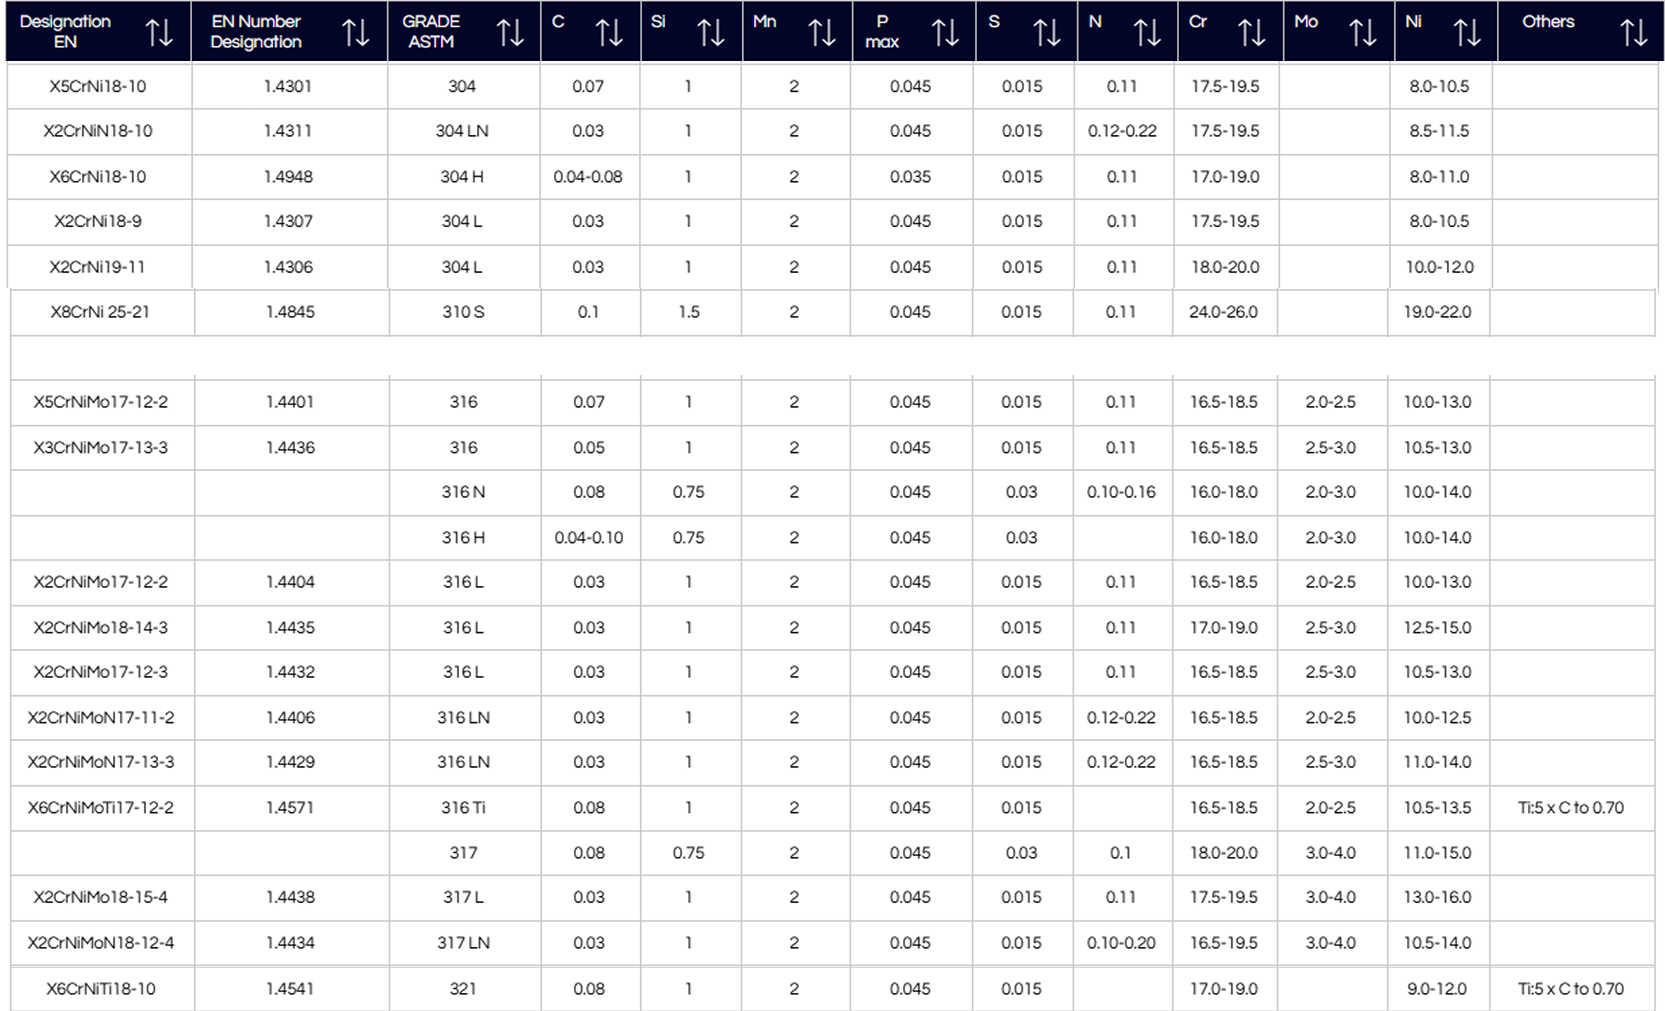 Designation EN EN Number Designation GRADE ASTM C Si Mn P max S N Cr Mo Ni Others
X5CrNi18-10 1.4301 304 0.07 1 2 0.045 0.015 0.11 17.5-19.5 8.0-10.5
X2CrNiN18-10 1.4311 304 LN 0.03 1 2 0.045 0.015 0.12-0.22 17.5-19.5 8.5-11.5
X6CrNi18-10 1.4948 304 H 0.04-0.08 1 2 0.035 0.015 0.11 17.0-19.0 8.0-11.0
X2CrNi18-9 1.4307 304 L 0.03 1 2 0.045 0.015 0.11 17.5-19.5 8.0-10.5
X2CrNi19-11 1.4306 304 L 0.03 1 2 0.045 0.015 0.11 18.0-20.0 10.0-12.0
X8CrNi 25-21 1.4845 310 S 0.1 1.5 2 0.045 0.015 0.11 24.0-26.0 19.0-22.0
X5CrNiMo17-12-2 1.4401 316 0.07 1 2 0.045 0.015 0.11 16.5-18.5 2.0-2.5 10.0-13.0
X3CrNiMo17-13-3 1.4436 316 0.05 1 2 0.045 0.015 0.11 16.5-18.5 2.5-3.0 10.5-13.0
316 N 0.08 0.75 2 0.045 0.03 0.10-0.16 16.0-18.0 2.0-3.0 10.0-14.0
316 H 0.04-0.10 0.75 2 0.045 0.03 16.0-18.0 2.0-3.0 10.0-14.0
X2CrNiMo17-12-2 1.4404 316 L 0.03 1 2 0.045 0.015 0.11 16.5-18.5 2.0-2.5 10.0-13.0
X2CrNiMo18-14-3 1.4435 316 L 0.03 1 2 0.045 0.015 0.11 17.0-19.0 2.5-3.0 12.5-15.0
X2CrNiMo17-12-3 1.4432 316 L 0.03 1 2 0.045 0.015 0.11 16.5-18.5 2.5-3.0 10.5-13.0
X2CrNiMoN17-11-2 1.4406 316 LN 0.03 1 2 0.045 0.015 0.12-0.22 16.5-18.5 2.0-2.5 10.0-12.5
X2CrNiMoN17-13-3 1.4429 316 LN 0.03 1 2 0.045 0.015 0.12-0.22 16.5-18.5 2.5-3.0 11.0-14.0
X6CrNiMoTi17-12-2 1.4571 316 Ti 0.08 1 2 0.045 0.015 16.5-18.5 2.0-2.5 10.5-13.5 Ti:5 x C to 0.70
317 0.08 0.75 2 0.045 0.03 0.1 18.0-20.0 3.0-4.0 11.0-15.0
X2CrNiMo18-15-4 1.4438 317 L 0.03 1 2 0.045 0.015 0.11 17.5-19.5 3.0-4.0 13.0-16.0
X2CrNiMoN18-12-4 1.4434 317 LN 0.03 1 2 0.045 0.015 0.10-0.20 16.5-19.5 3.0-4.0 10.5-14.0
X6CrNiTi18-10 1.4541 321 0.08 1 2 0.045 0.015 17.0-19.0 9.0-12.0 Ti:5 x C to 0.70